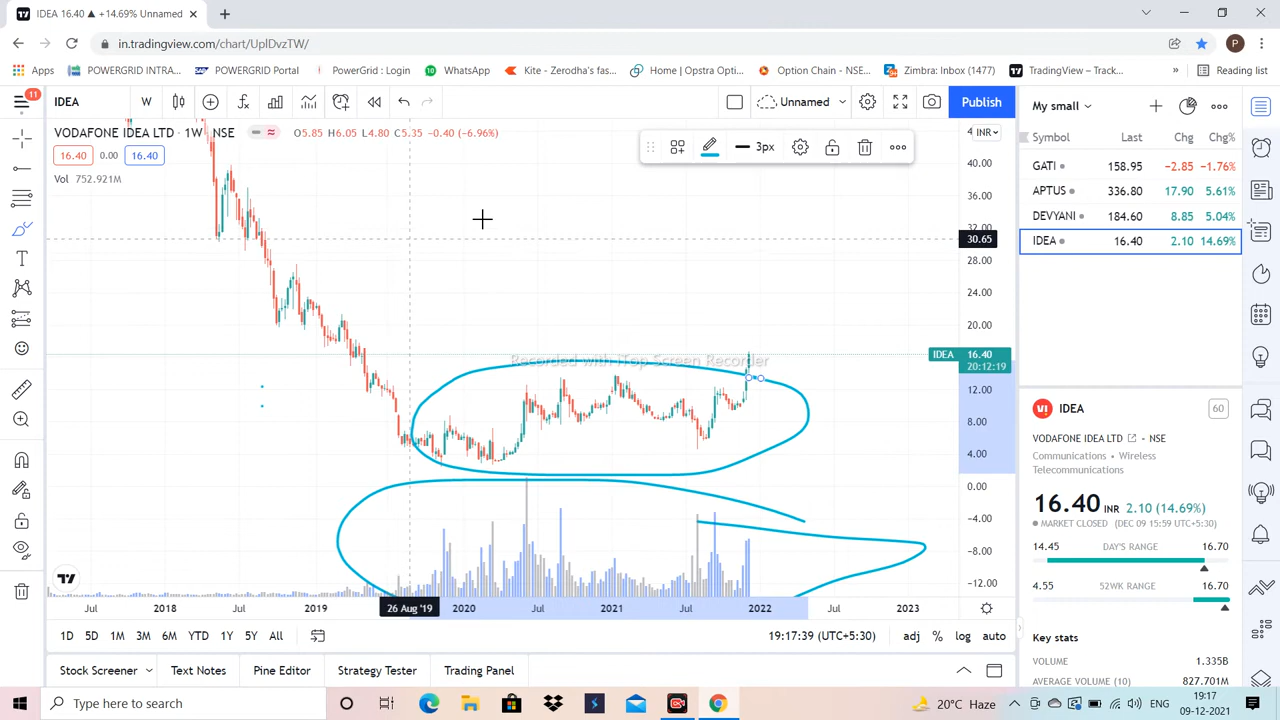 IDEA 16.40 ▲ +14.69% Unnamed
in.tradingview.com/chart/UpIDvzTW/
Apps POWERGRID INTRA... POWERGRID Portal PowerGrid : Login WhatsApp Kite - Zerodha's fas... Home | Opstra Opti... Option Chain - NSE... Zimbra: Inbox (1477) TradingView – Track... » Reading list
11 IDEA W Unnamed Publish My small
VODAFONE IDEA LTD · 1W · NSE O5.85 H6.05 L4.80 C5.35 −0.40 (−6.96%)
16.40 0.00 16.40
Vol 752.921M
3px
INR
40.00
36.00
32.00
30.65
28.00
24.00
20.00
IDEA 16.40
20:12:19
12.00
8.00
4.00
0.00
−4.00
−8.00
−12.00
Recorded with iTop Screen Recorder
Jul 2018 Jul 2019 26 Aug '19 2020 Jul 2021 Jul 2022 Jul 2023
1D 5D 1M 3M 6M YTD 1Y 5Y All 19:17:39 (UTC+5:30) adj % log auto
Stock Screener Text Notes Pine Editor Strategy Tester Trading Panel
Symbol Last Chg Chg%
GATI 158.95 −2.85 −1.76%
APTUS 336.80 17.90 5.61%
DEVYANI 184.60 8.85 5.04%
IDEA 16.40 2.10 14.69%
IDEA 60
VODAFONE IDEA LTD · NSE
Communications • Wireless
Telecommunications
16.40 INR 2.10 (14.69%)
MARKET CLOSED (DEC 09 15:59 UTC+5:30)
14.45 DAY'S RANGE 16.70
4.55 52WK RANGE 16.70
Key stats
VOLUME 1.335B
AVERAGE VOLUME (10) 827.701M
Type here to search
20°C Haze ENG 19:17
09-12-2021